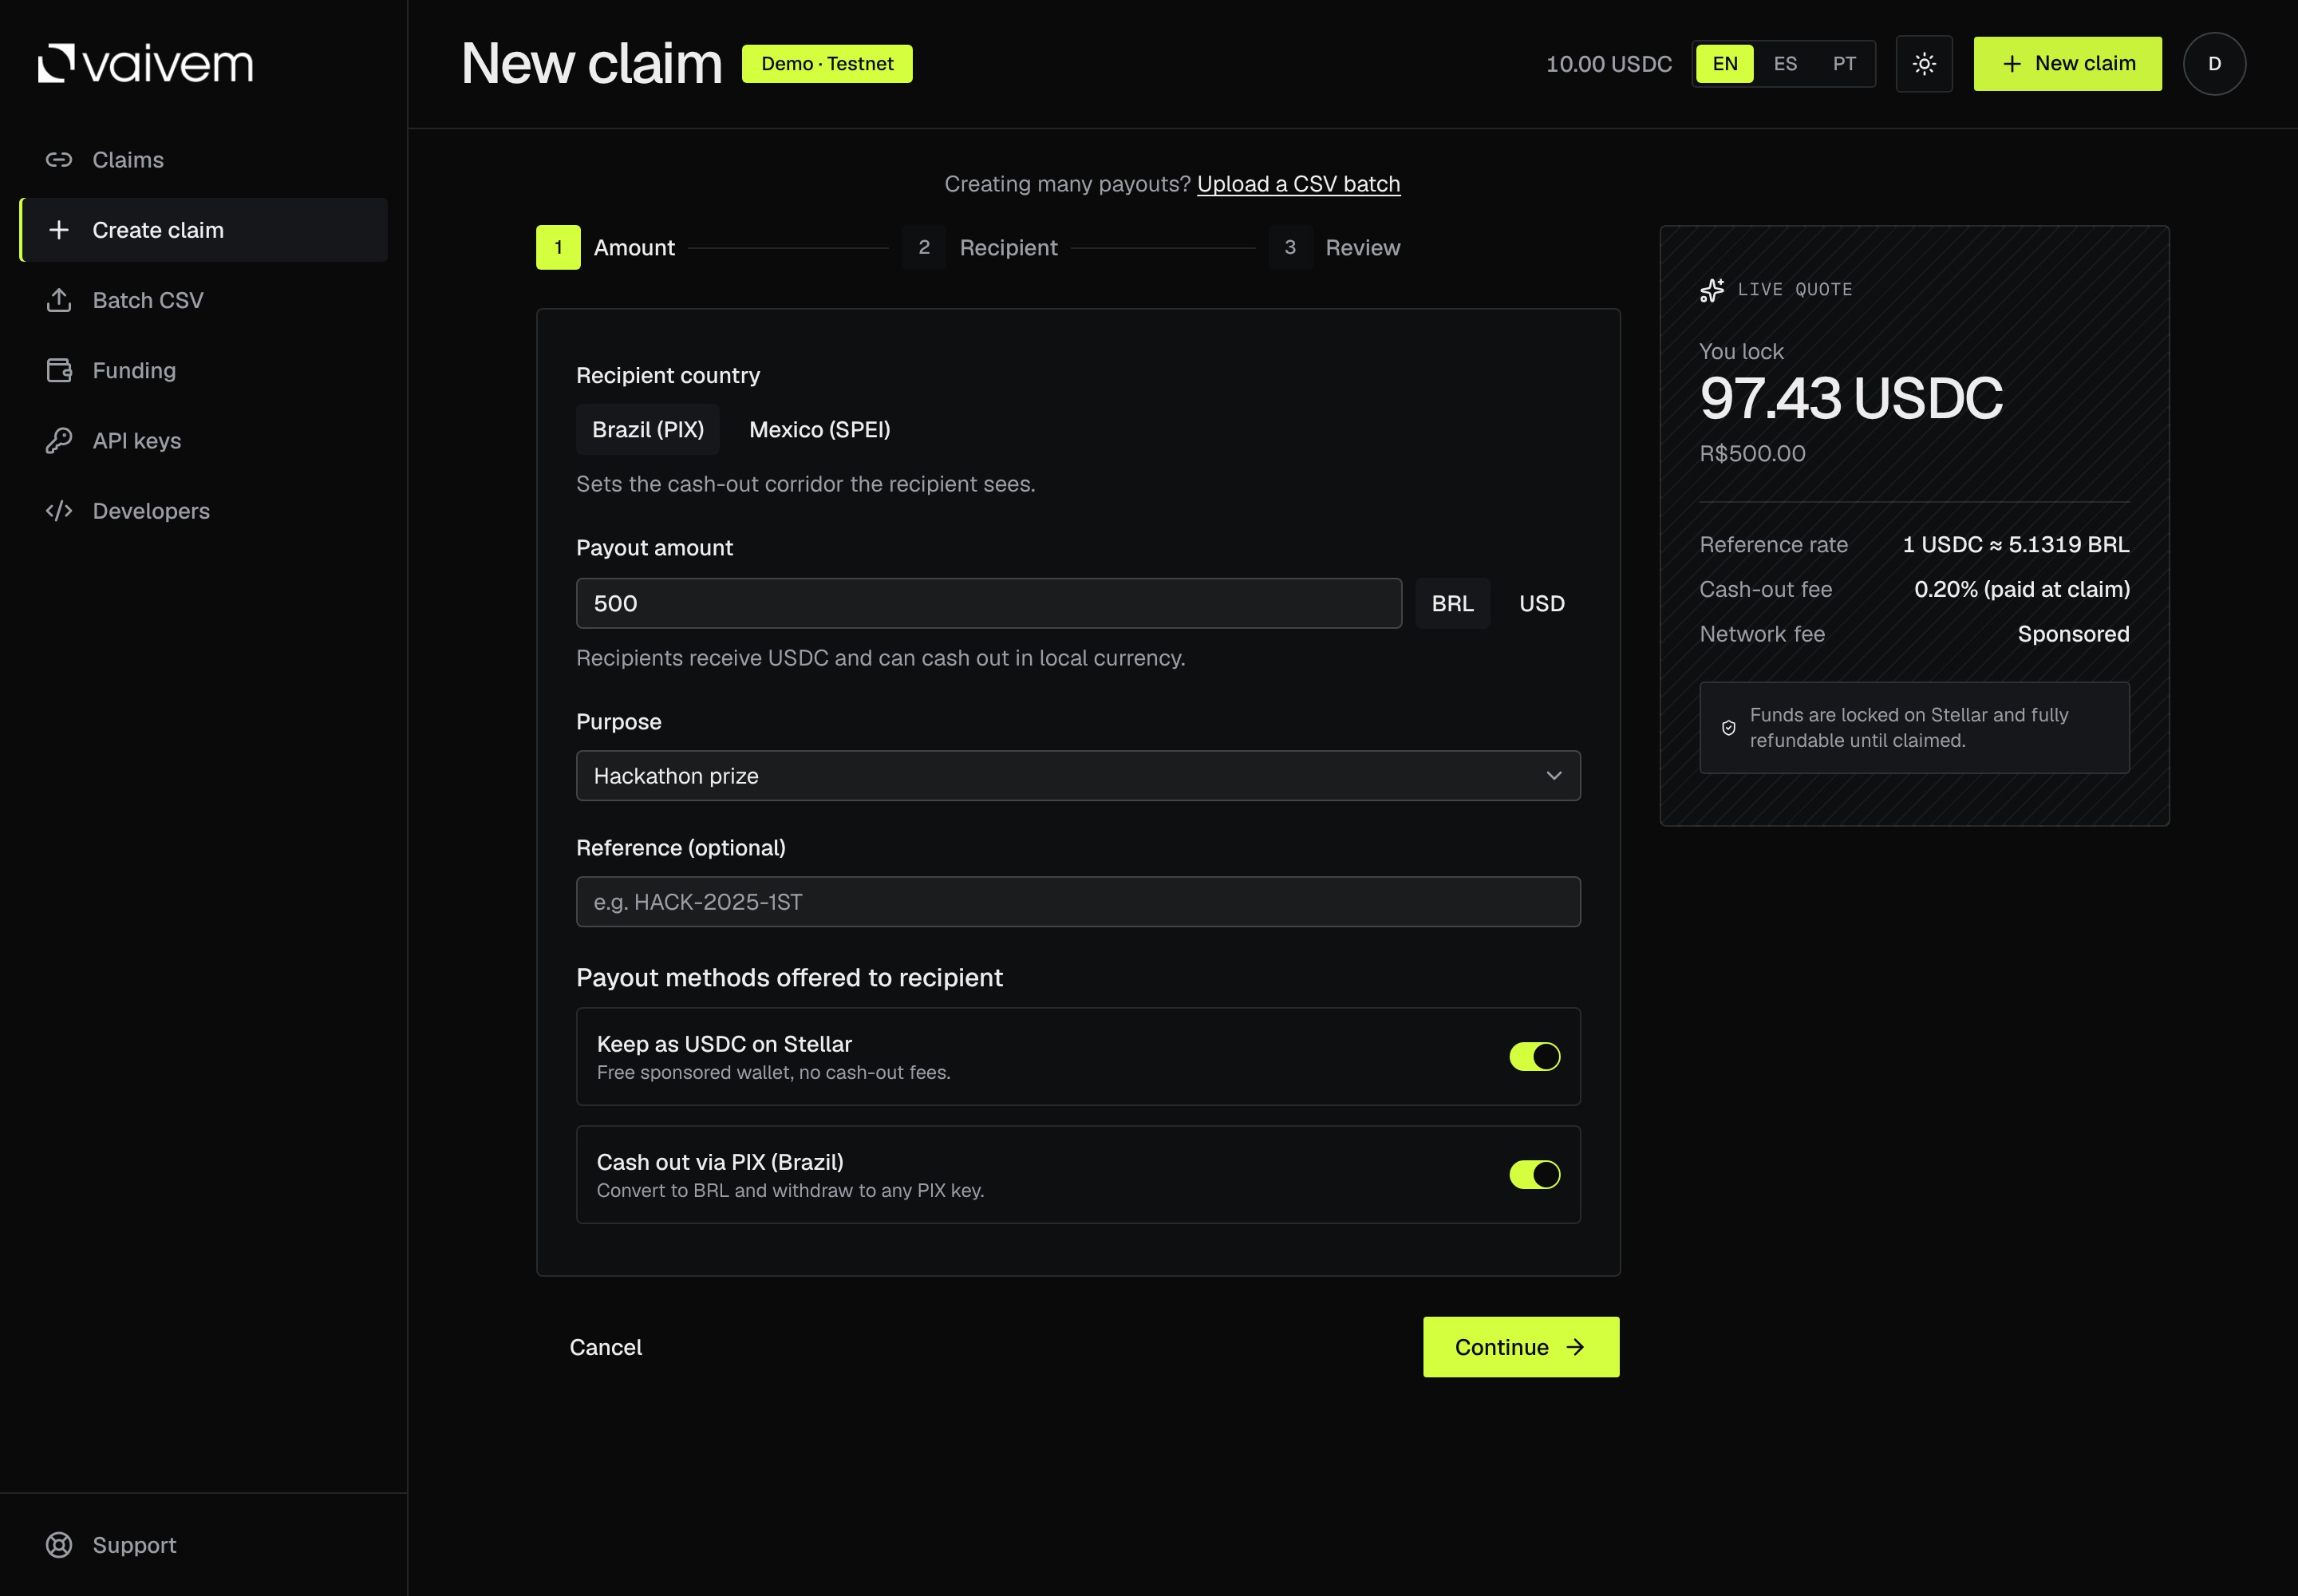 vaivem
New claim
Demo · Testnet
10.00 USDC
EN
ES
PT
New claim
D
Claims
Create claim
Batch CSV
Funding
API keys
Developers
Support
Creating many payouts? Upload a CSV batch
1
Amount
2
Recipient
3
Review
Recipient country
Brazil (PIX)
Mexico (SPEI)
Sets the cash-out corridor the recipient sees.
Payout amount
500
BRL
USD
Recipients receive USDC and can cash out in local currency.
Purpose
Hackathon prize
Reference (optional)
e.g. HACK-2025-1ST
Payout methods offered to recipient
Keep as USDC on Stellar
Free sponsored wallet, no cash-out fees.
Cash out via PIX (Brazil)
Convert to BRL and withdraw to any PIX key.
Cancel
Continue
LIVE QUOTE
You lock
97.43 USDC
R$500.00
Reference rate
1 USDC ≈ 5.1319 BRL
Cash-out fee
0.20% (paid at claim)
Network fee
Sponsored
Funds are locked on Stellar and fully
refundable until claimed.